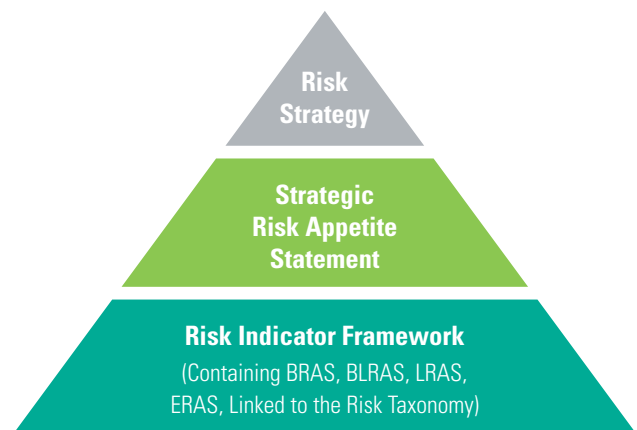 Risk
Strategy
Strategic
Risk Appetite
Statement
Risk Indicator Framework
(Containing BRAS, BLRAS, LRAS,
ERAS, Linked to the Risk Taxonomy)